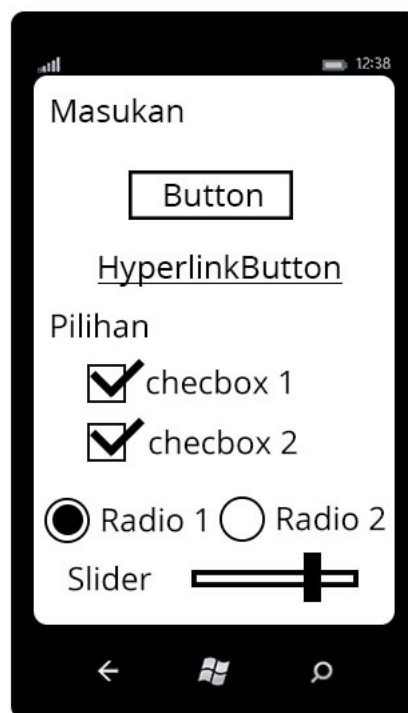 12:38
Masukan
Button
HyperlinkButton
Pilihan
checbox 1
checbox 2
Radio 1 Radio 2
Slider